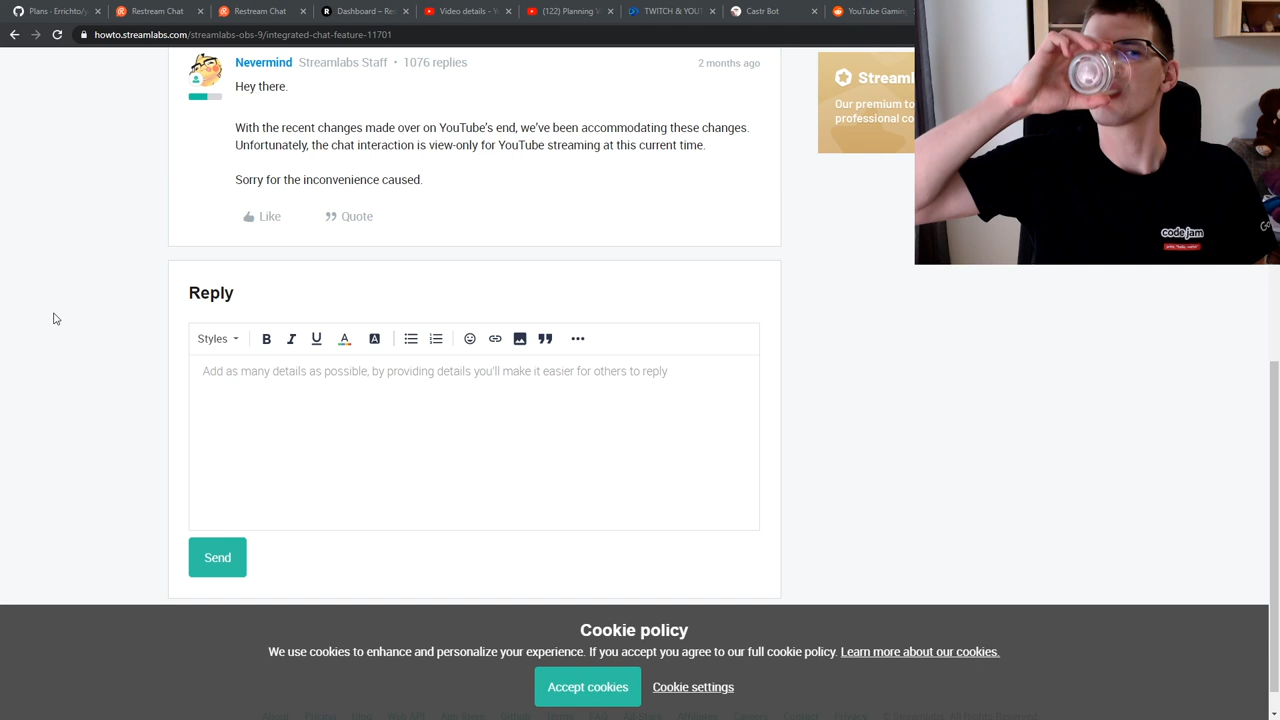 Plans - Errichto/y
Restream Chat
Restream Chat
Dashboard – Re
Video details - Y
(122) Planning
TWITCH & YOU
Castr Bot
YouTube Gaming
howto.streamlabs.com/streamlabs-obs-9/integrated-chat-feature-11701
Nevermind Streamlabs Staff • 1076 replies
2 months ago
Hey there.
With the recent changes made over on YouTube's end, we've been accommodating these changes.
Unfortunately, the chat interaction is view-only for YouTube streaming at this current time.
Sorry for the inconvenience caused.
Like
Quote
Streaml
Our premium to
professional co
code jam
Reply
Styles
Add as many details as possible, by providing details you'll make it easier for others to reply
Send
Cookie policy
We use cookies to enhance and personalize your experience. If you accept you agree to our full cookie policy. Learn more about our cookies.
Accept cookies
Cookie settings